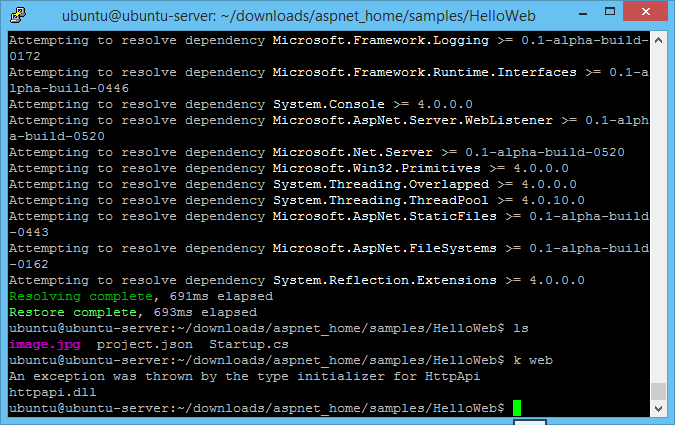 ubuntu@ubuntu-server: ~/downloads/aspnet_home/samples/HelloWeb
Attempting to resolve dependency Microsoft.Framework.Logging >= 0.1-alpha-build-
0172
Attempting to resolve dependency Microsoft.Framework.Runtime.Interfaces >= 0.1-a
lpha-build-0446
Attempting to resolve dependency System.Console >= 4.0.0.0
Attempting to resolve dependency Microsoft.AspNet.Server.WebListener >= 0.1-alph
a-build-0520
Attempting to resolve dependency Microsoft.Net.Server >= 0.1-alpha-build-0520
Attempting to resolve dependency Microsoft.Win32.Primitives >= 4.0.0.0
Attempting to resolve dependency System.Threading.Overlapped >= 4.0.0.0
Attempting to resolve dependency System.Threading.ThreadPool >= 4.0.10.0
Attempting to resolve dependency Microsoft.AspNet.StaticFiles >= 0.1-alpha-build
-0443
Attempting to resolve dependency Microsoft.AspNet.FileSystems >= 0.1-alpha-build
-0162
Attempting to resolve dependency System.Reflection.Extensions >= 4.0.0.0
Resolving complete, 691ms elapsed
Restore complete, 693ms elapsed
ubuntu@ubuntu-server:~/downloads/aspnet_home/samples/HelloWeb$ ls
image.jpg  project.json  Startup.cs
ubuntu@ubuntu-server:~/downloads/aspnet_home/samples/HelloWeb$ k web
An exception was thrown by the type initializer for HttpApi
httpapi.dll
ubuntu@ubuntu-server:~/downloads/aspnet_home/samples/HelloWeb$